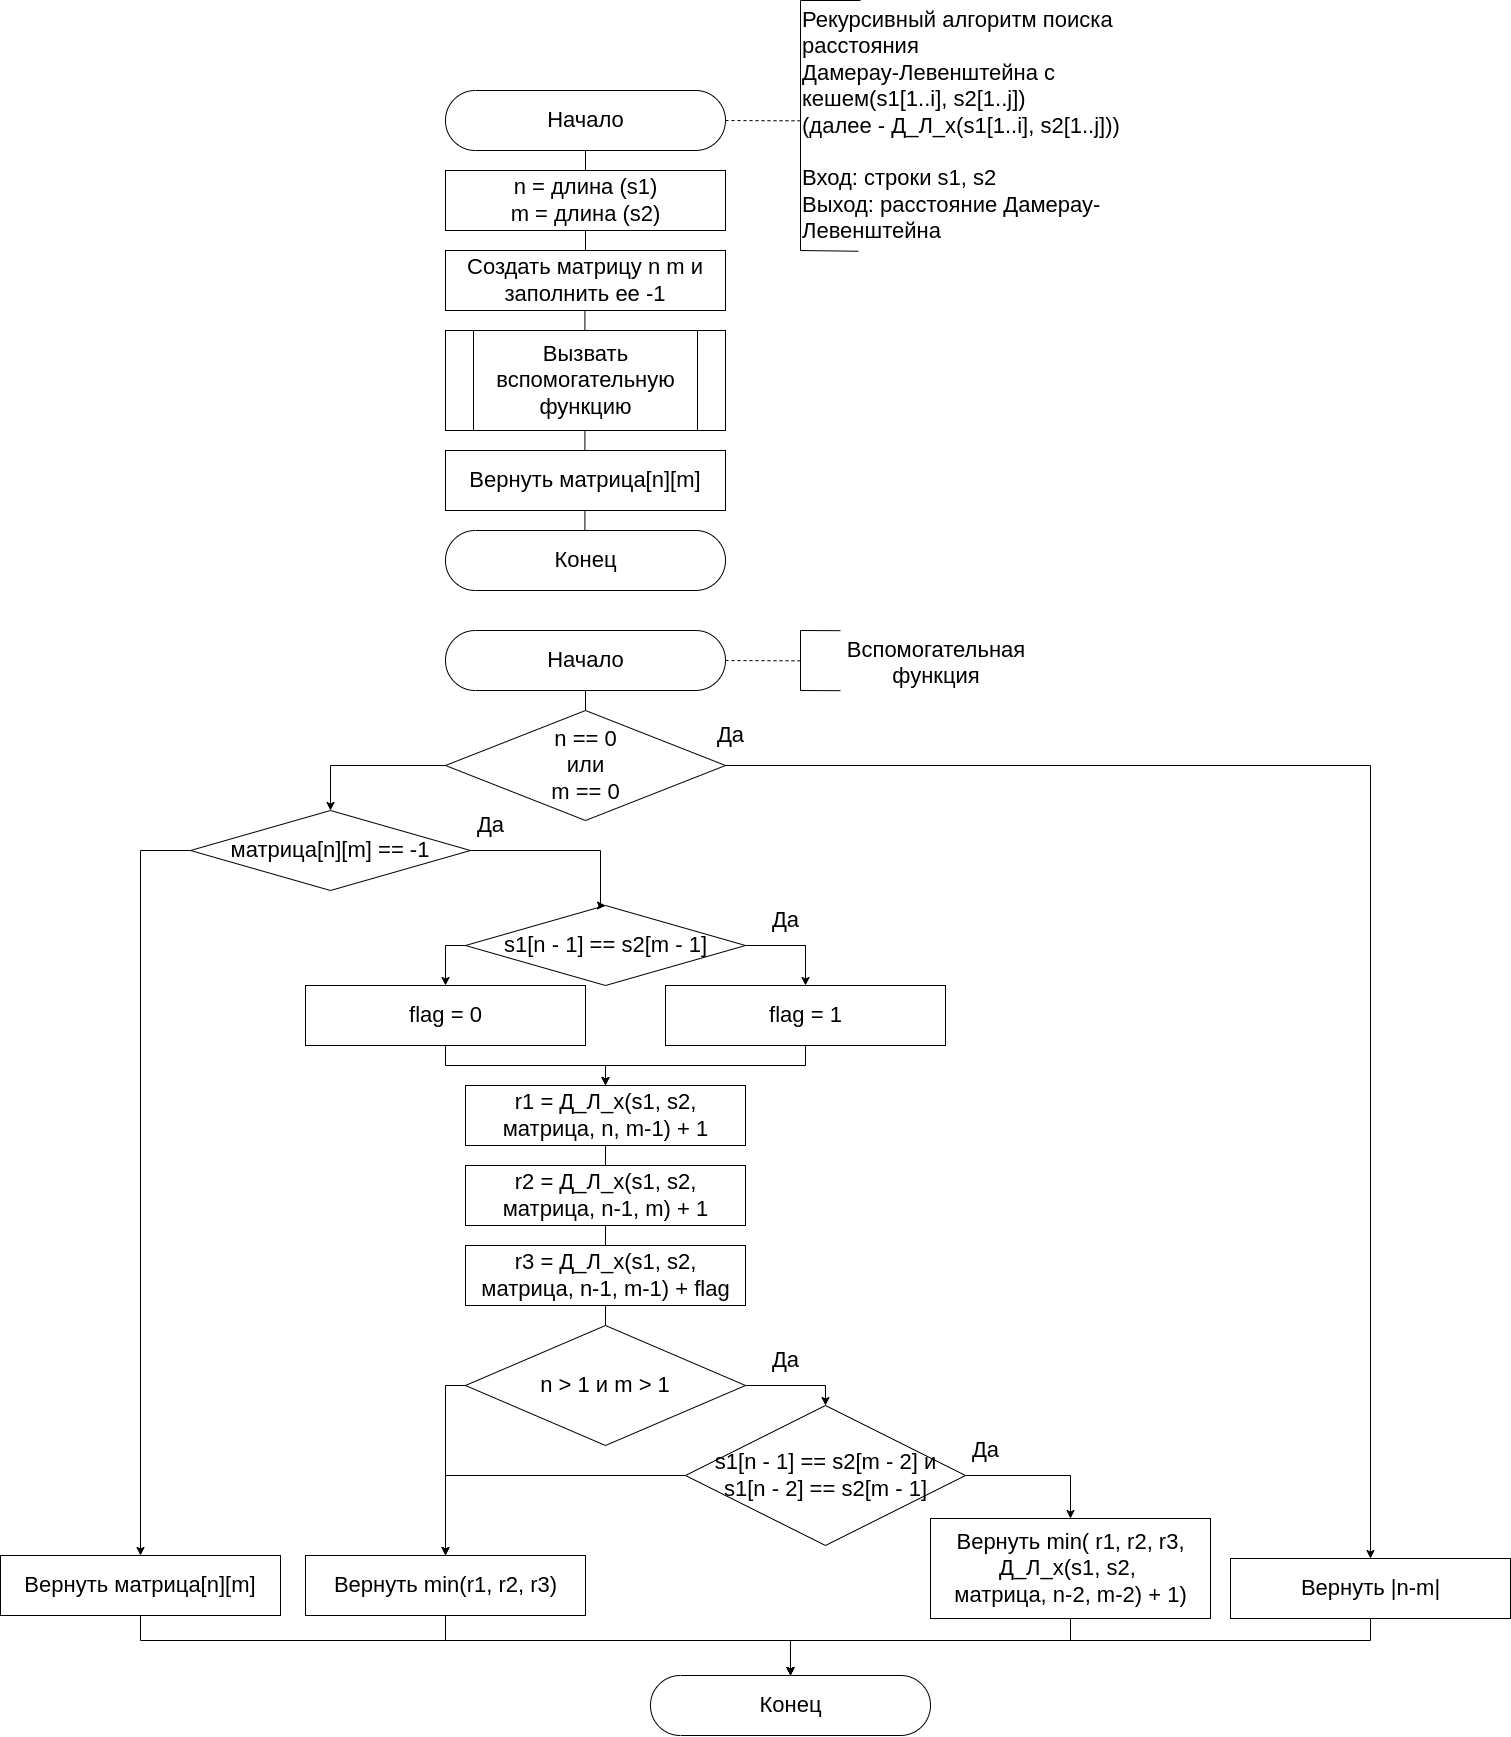 Рекурсивный алгоритм поиска
расстояния
Дамерау-Левенштейна с
кешем(s1[1..i], s2[1..j])
(далее - Д_Л_х(s1[1..i], s2[1..j]))
Вход: строки s1, s2
Выход: расстояние Дамерау-
Левенштейна
Начало
n = длина (s1)
m = длина (s2)
Создать матрицу n m и
заполнить ее -1
Вызвать
вспомогательную
функцию
Вернуть матрица[n][m]
Конец
Начало
Вспомогательная
функция
n == 0
или
m == 0
Да
матрица[n][m] == -1
Да
s1[n - 1] == s2[m - 1]
Да
flag = 0
flag = 1
r1 = Д_Л_х(s1, s2,
матрица, n, m-1) + 1
r2 = Д_Л_х(s1, s2,
матрица, n-1, m) + 1
r3 = Д_Л_х(s1, s2,
матрица, n-1, m-1) + flag
n > 1 и m > 1
Да
s1[n - 1] == s2[m - 2] и
s1[n - 2] == s2[m - 1]
Да
Вернуть матрица[n][m]
Вернуть min(r1, r2, r3)
Вернуть min( r1, r2, r3,
Д_Л_х(s1, s2,
матрица, n-2, m-2) + 1)
Вернуть |n-m|
Конец